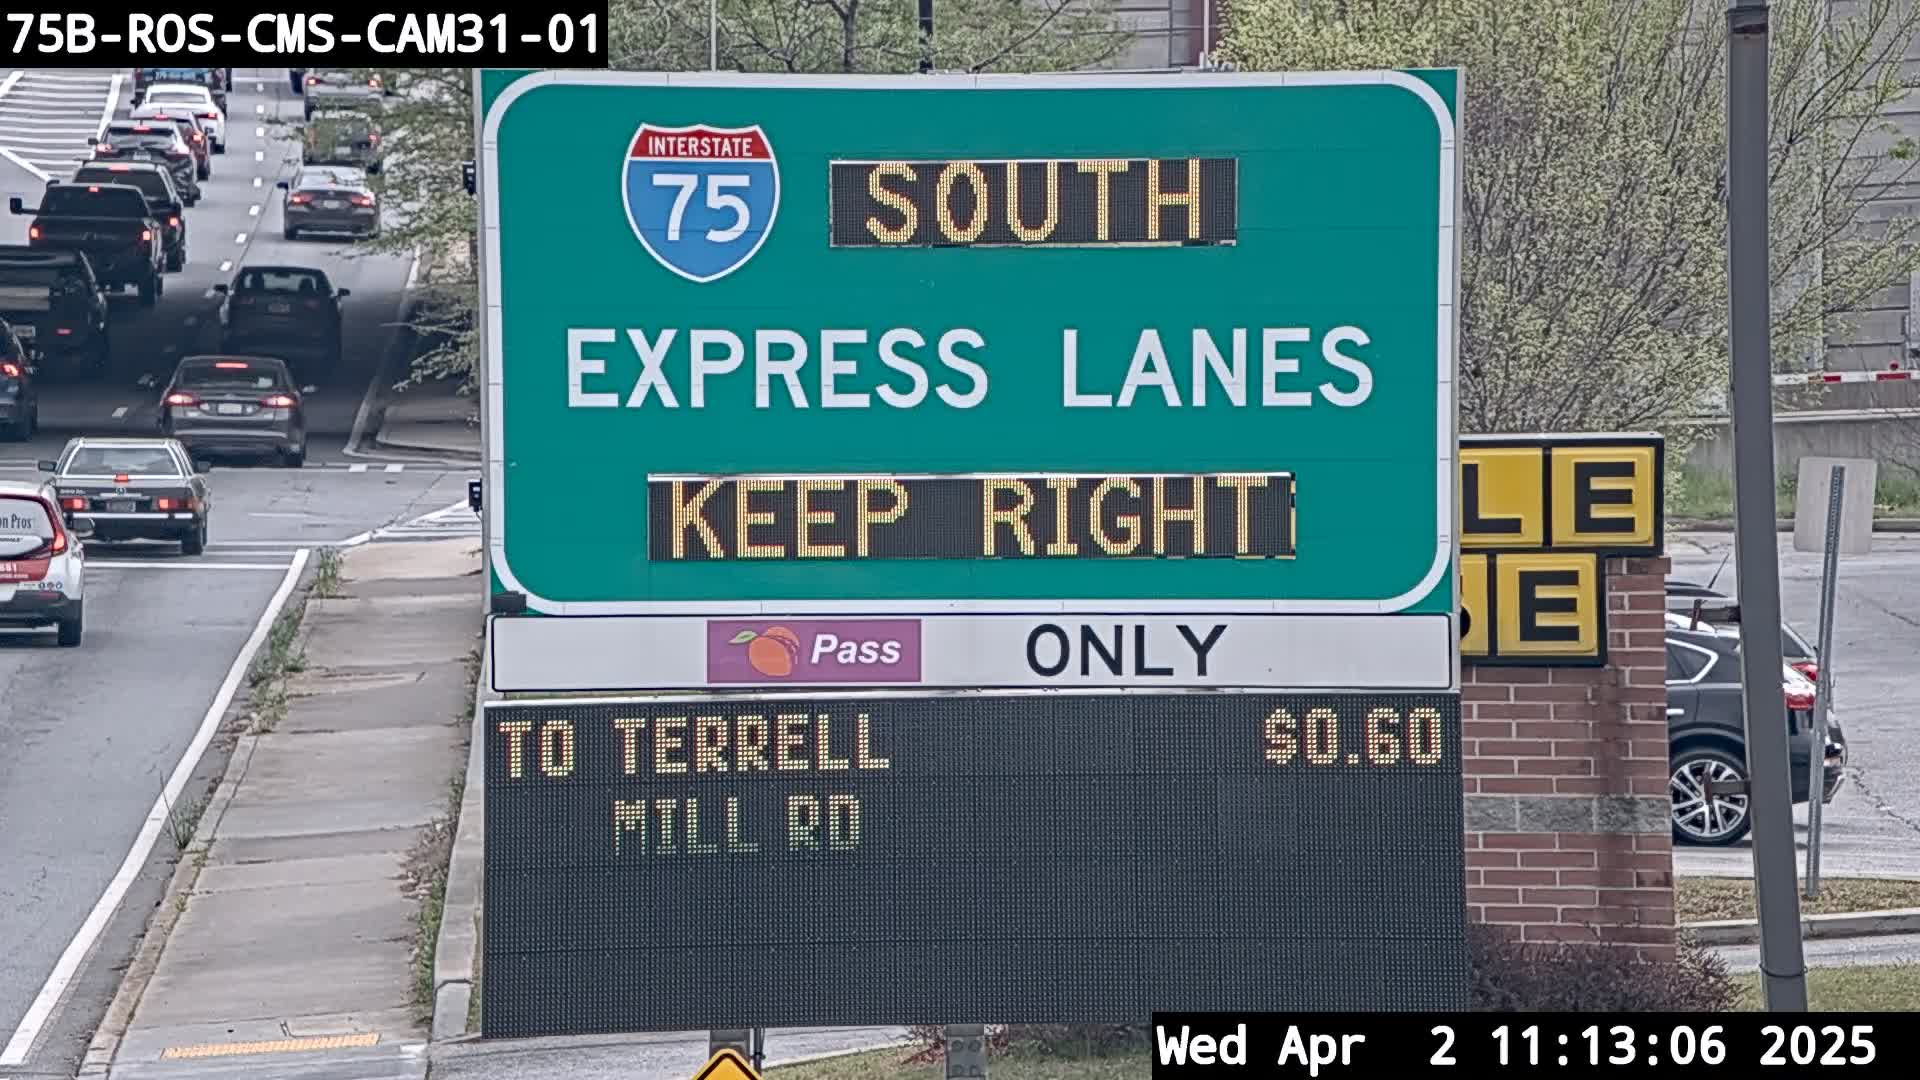 75B-ROS-CMS-CAM31-01
INTERSTATE
75
SOUTH
EXPRESS LANES
KEEP RIGHT
Pass ONLY
TO TERRELL $0.60
MILL RD
LE
E
Wed Apr 2 11:13:06 2025